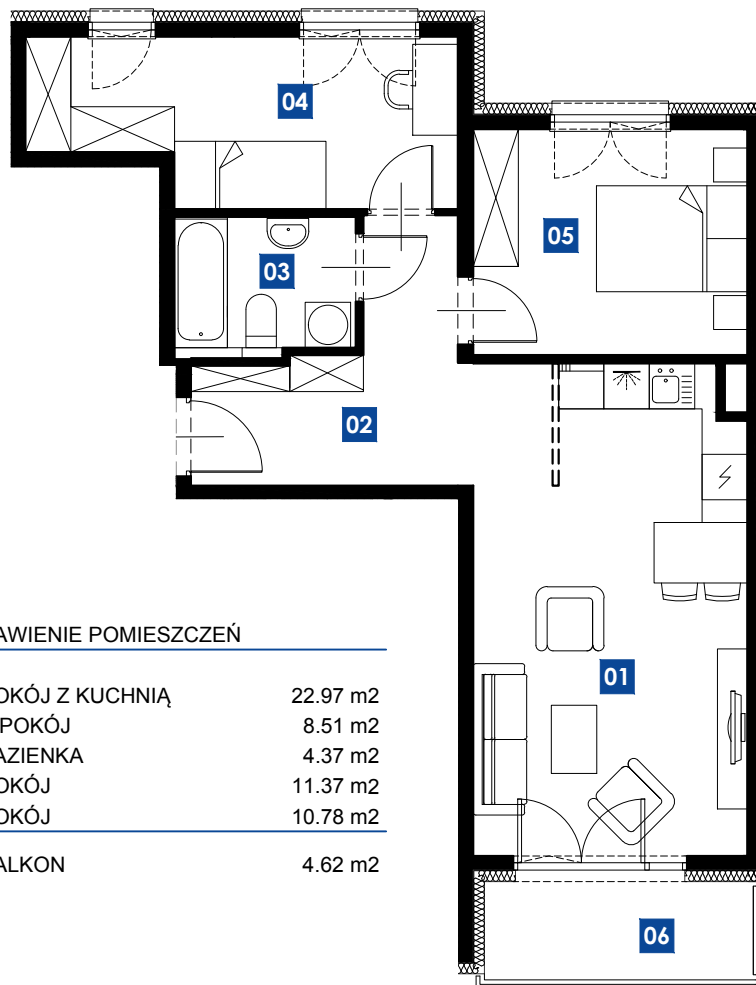 04
05
03
02
01
06
AWIENIE POMIESZCZEŃ
OKÓJ Z KUCHNIĄ 22.97 m2
POKÓJ 8.51 m2
AZIENKA 4.37 m2
OKÓJ 11.37 m2
OKÓJ 10.78 m2
ALKON 4.62 m2